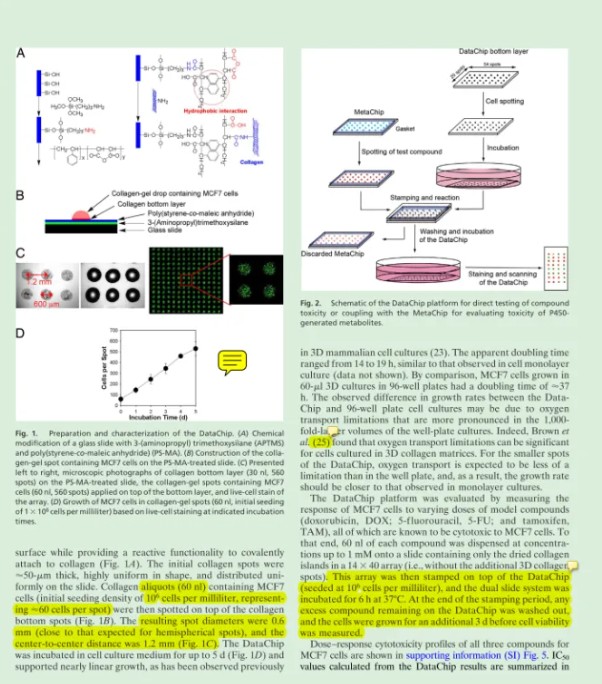 A
B
Collagen-gel drop containing MCF7 cells
Collagen bottom layer
Poly(styrene-co-maleic anhydride)
3-(Aminopropyl)trimethoxysilane
Glass slide
C
1.2 mm
600 μm
D
Cells per Spot
Incubation Time (d)
Hydrophobic interaction
Collagen
Fig. 1. Preparation and characterization of the DataChip. (A) Chemical
modification of a glass slide with 3-(aminopropyl) trimethoxysilane (APTMS)
and poly(styrene-co-maleic anhydride) (PS-MA). (B) Construction of the colla-
gen-gel spot containing MCF7 cells on the PS-MA-treated slide. (C) Presented
left to right, microscopic photographs of collagen bottom layer (30 nl, 560
spots) on the PS-MA-treated slide, the collagen-gel spots containing MCF7
cells (60 nl, 560 spots) applied on top of the bottom layer, and live-cell stain of
the array. (D) Growth of MCF7 cells in collagen-gel spots (60 nl, initial seeding
of 1 × 10⁶ cells per milliliter) based on live-cell staining at indicated incubation
times.
surface while providing a reactive functionality to covalently
attach to collagen (Fig. 1A). The initial collagen spots were
≈50-μm thick, highly uniform in shape, and distributed uni-
formly on the slide. Collagen aliquots (60 nl) containing MCF7
cells (initial seeding density of 10⁶ cells per milliliter, represent-
ing ≈60 cells per spot) were then spotted on top of the collagen
bottom spots (Fig. 1B). The resulting spot diameters were 0.6
mm (close to that expected for hemispherical spots), and the
center-to-center distance was 1.2 mm (Fig. 1C). The DataChip
was incubated in cell culture medium for up to 5 d (Fig. 1D) and
supported nearly linear growth, as has been observed previously
DataChip bottom layer
54 spots
20 spots
Cell spotting
MetaChip
Gasket
Spotting of test compound
Incubation
Stamping and reaction
Washing and incubation
of the DataChip
Discarded MetaChip
Staining and scanning
of the DataChip
Fig. 2. Schematic of the DataChip platform for direct testing of compound
toxicity or coupling with the MetaChip for evaluating toxicity of P450-
generated metabolites.
in 3D mammalian cell cultures (23). The apparent doubling time
ranged from 14 to 19 h, similar to that observed in cell monolayer
culture (data not shown). By comparison, MCF7 cells grown in
60-μl 3D cultures in 96-well plates had a doubling time of ≈37
h. The observed difference in growth rates between the Data-
Chip and 96-well plate cell cultures may be due to oxygen
transport limitations that are more pronounced in the 1,000-
fold-larger volumes of the well-plate cultures. Indeed, Brown et
al. (25) found that oxygen transport limitations can be significant
for cells cultured in 3D collagen matrices. For the smaller spots
of the DataChip, oxygen transport is expected to be less of a
limitation than in the well plate, and, as a result, the growth rate
should be closer to that observed in monolayer cultures.
The DataChip platform was evaluated by measuring the
response of MCF7 cells to varying doses of model compounds
(doxorubicin, DOX; 5-fluorouracil, 5-FU; and tamoxifen,
TAM), all of which are known to be cytotoxic to MCF7 cells. To
that end, 60 nl of each compound was dispensed at concentra-
tions up to 1 mM onto a slide containing only the dried collagen
islands in a 14 × 40 array (i.e., without the additional 3D collagen
spots). This array was then stamped on top of the DataChip
(seeded at 10⁶ cells per milliliter), and the dual slide system was
incubated for 6 h at 37°C. At the end of the stamping period, any
excess compound remaining on the DataChip was washed out,
and the cells were grown for an additional 3 d before cell viability
was measured.
Dose–response cytotoxicity profiles of all three compounds for
MCF7 cells are shown in supporting information (SI) Fig. 5. IC₅₀
values calculated from the DataChip results are summarized in